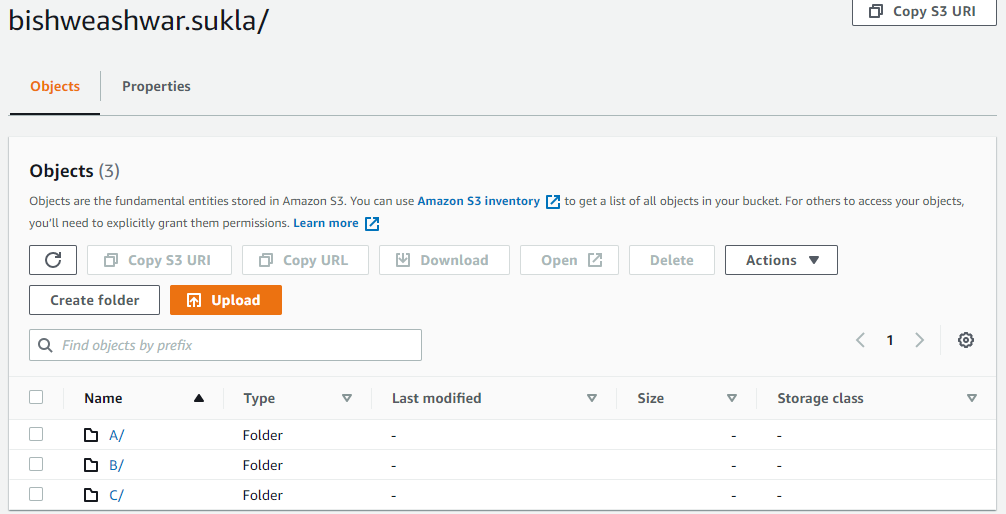 bishweashwar.sukla/
Copy S3 URI
Objects
Properties
Objects (3)
Objects are the fundamental entities stored in Amazon S3. You can use Amazon S3 inventory to get a list of all objects in your bucket. For others to access your objects,
you'll need to explicitly grant them permissions. Learn more
Copy S3 URI
Copy URL
Download
Open
Delete
Actions
Create folder
Upload
Find objects by prefix
1
Name Type Last modified Size Storage class
A/ Folder - - -
B/ Folder - - -
C/ Folder - - -